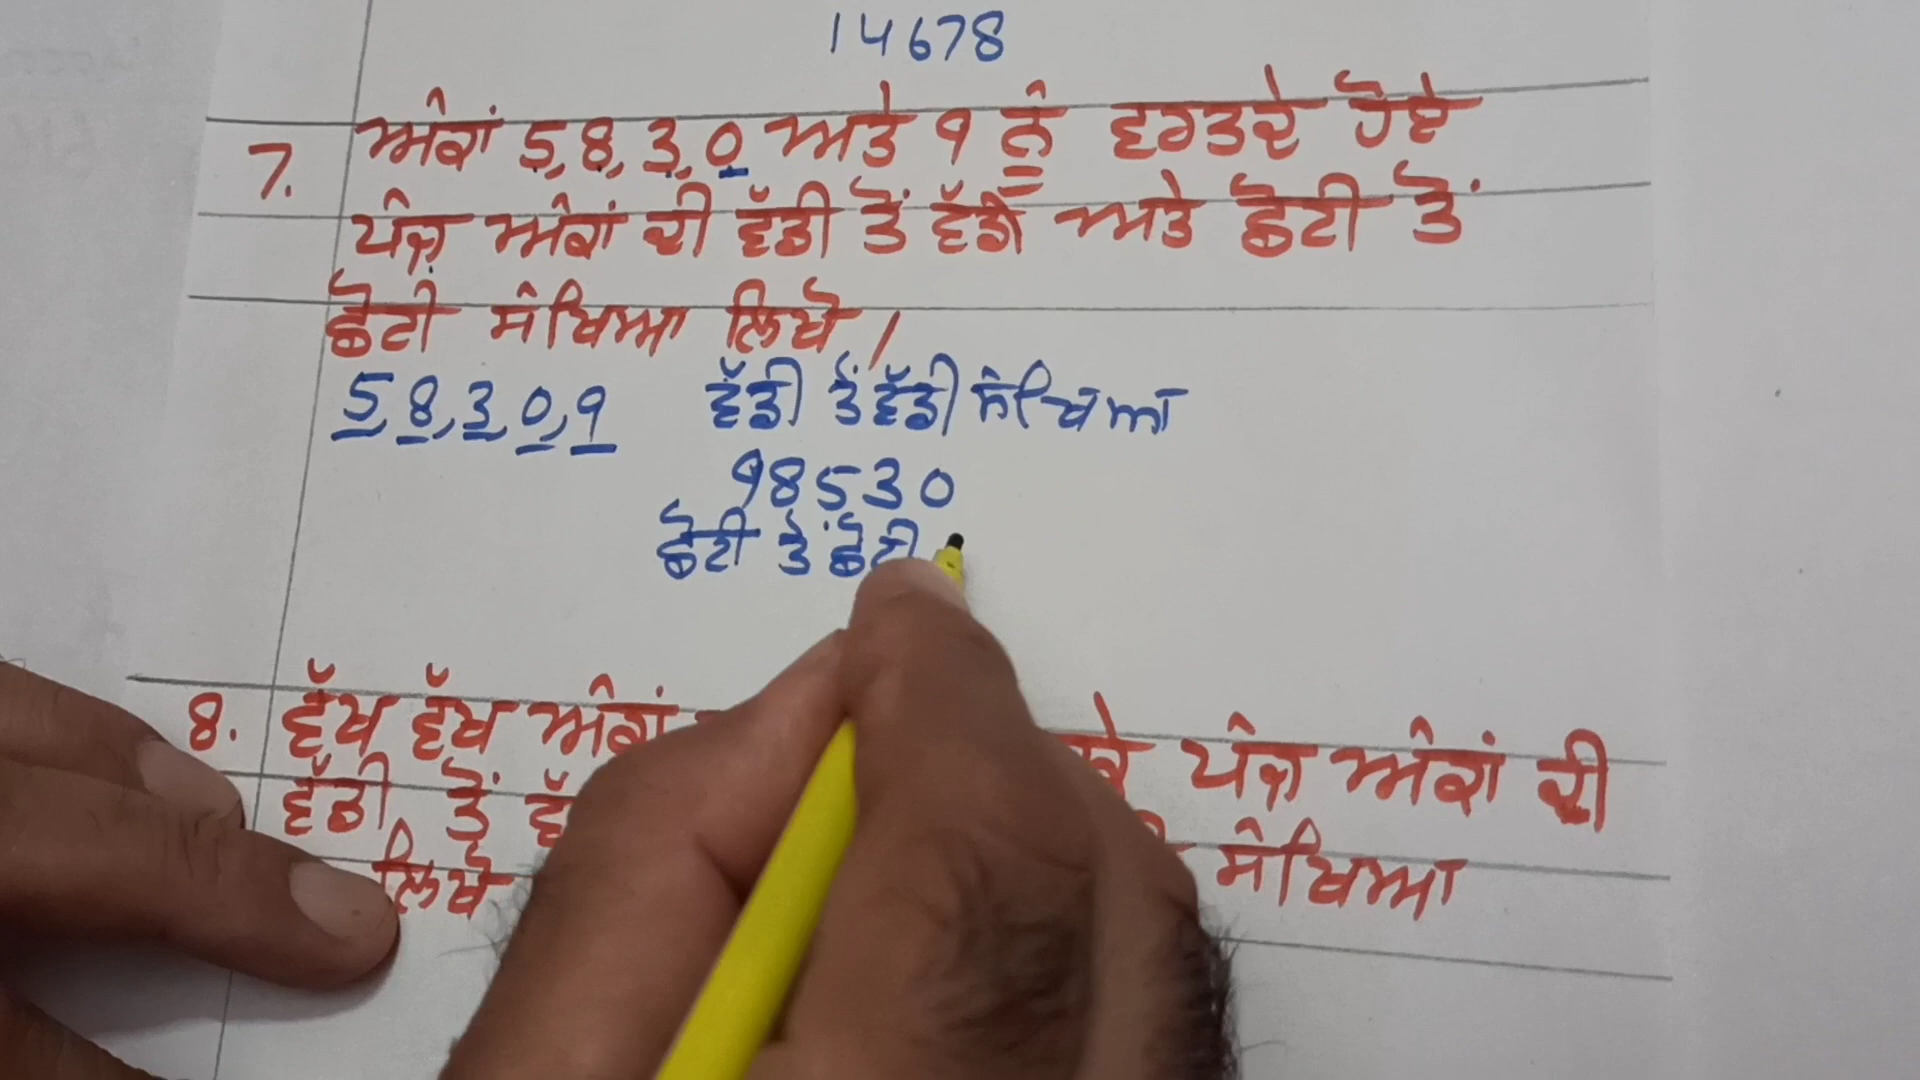 14678
7. ਅੰਕਾਂ 5,8,3,0 ਅਤੇ 9 ਨੂੰ ਵਰਤਦੇ ਹੋਏ
ਪੰਜ ਅੰਕਾਂ ਦੀ ਵੱਡੀ ਤੋਂ ਵੱਡੀ ਅਤੇ ਛੋਟੀ ਤੋਂ
ਛੋਟੀ ਸੰਖਿਆ ਲਿਖੋ।
5,8,3,0,9 ਵੱਡੀ ਤੋਂ ਵੱਡੀ ਸੰਖਿਆ
98530
ਛੋਟੀ ਤੋਂ ਛੋਟੀ
8. ਵੱਖ ਵੱਖ ਅੰਕਾਂ ਪੰਜ ਅੰਕਾਂ ਦੀ
ਵੱਡੀ ਤੋਂ ਸੰਖਿਆ
ਲਿਖੋ